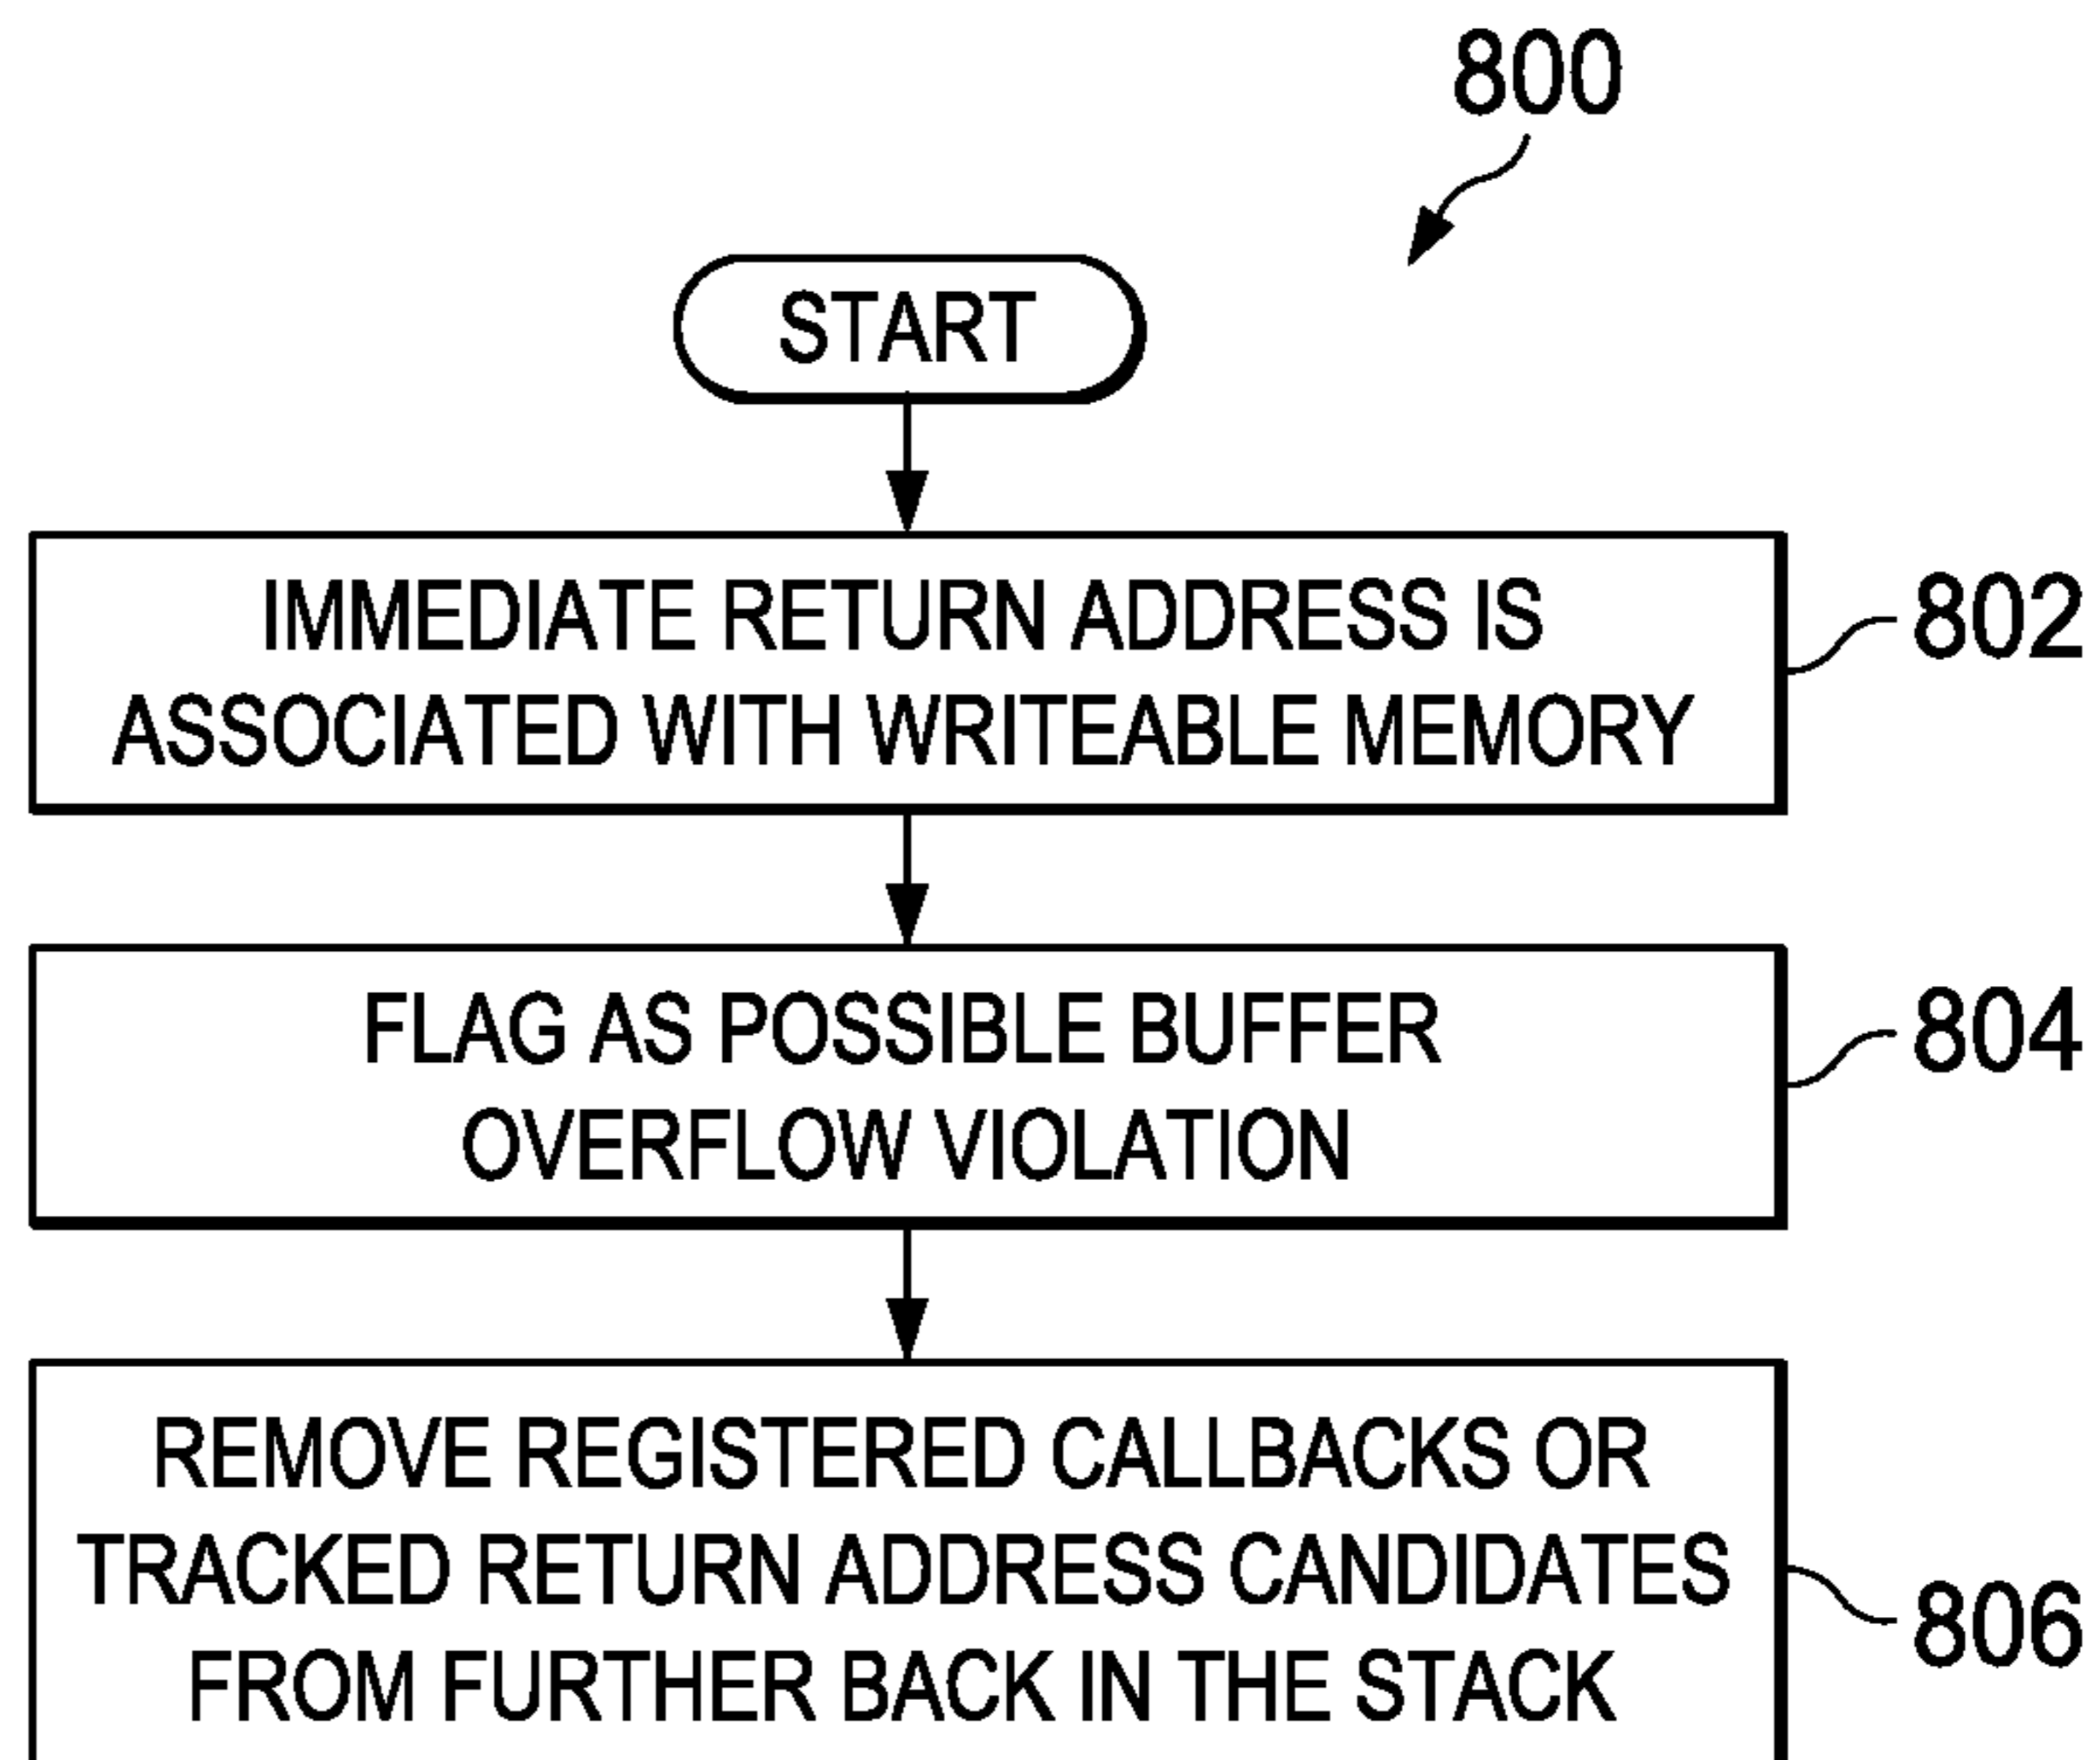 800
START
IMMEDIATE RETURN ADDRESS IS
ASSOCIATED WITH WRITEABLE MEMORY
802
FLAG AS POSSIBLE BUFFER
OVERFLOW VIOLATION
804
REMOVE REGISTERED CALLBACKS OR
TRACKED RETURN ADDRESS CANDIDATES
FROM FURTHER BACK IN THE STACK
806